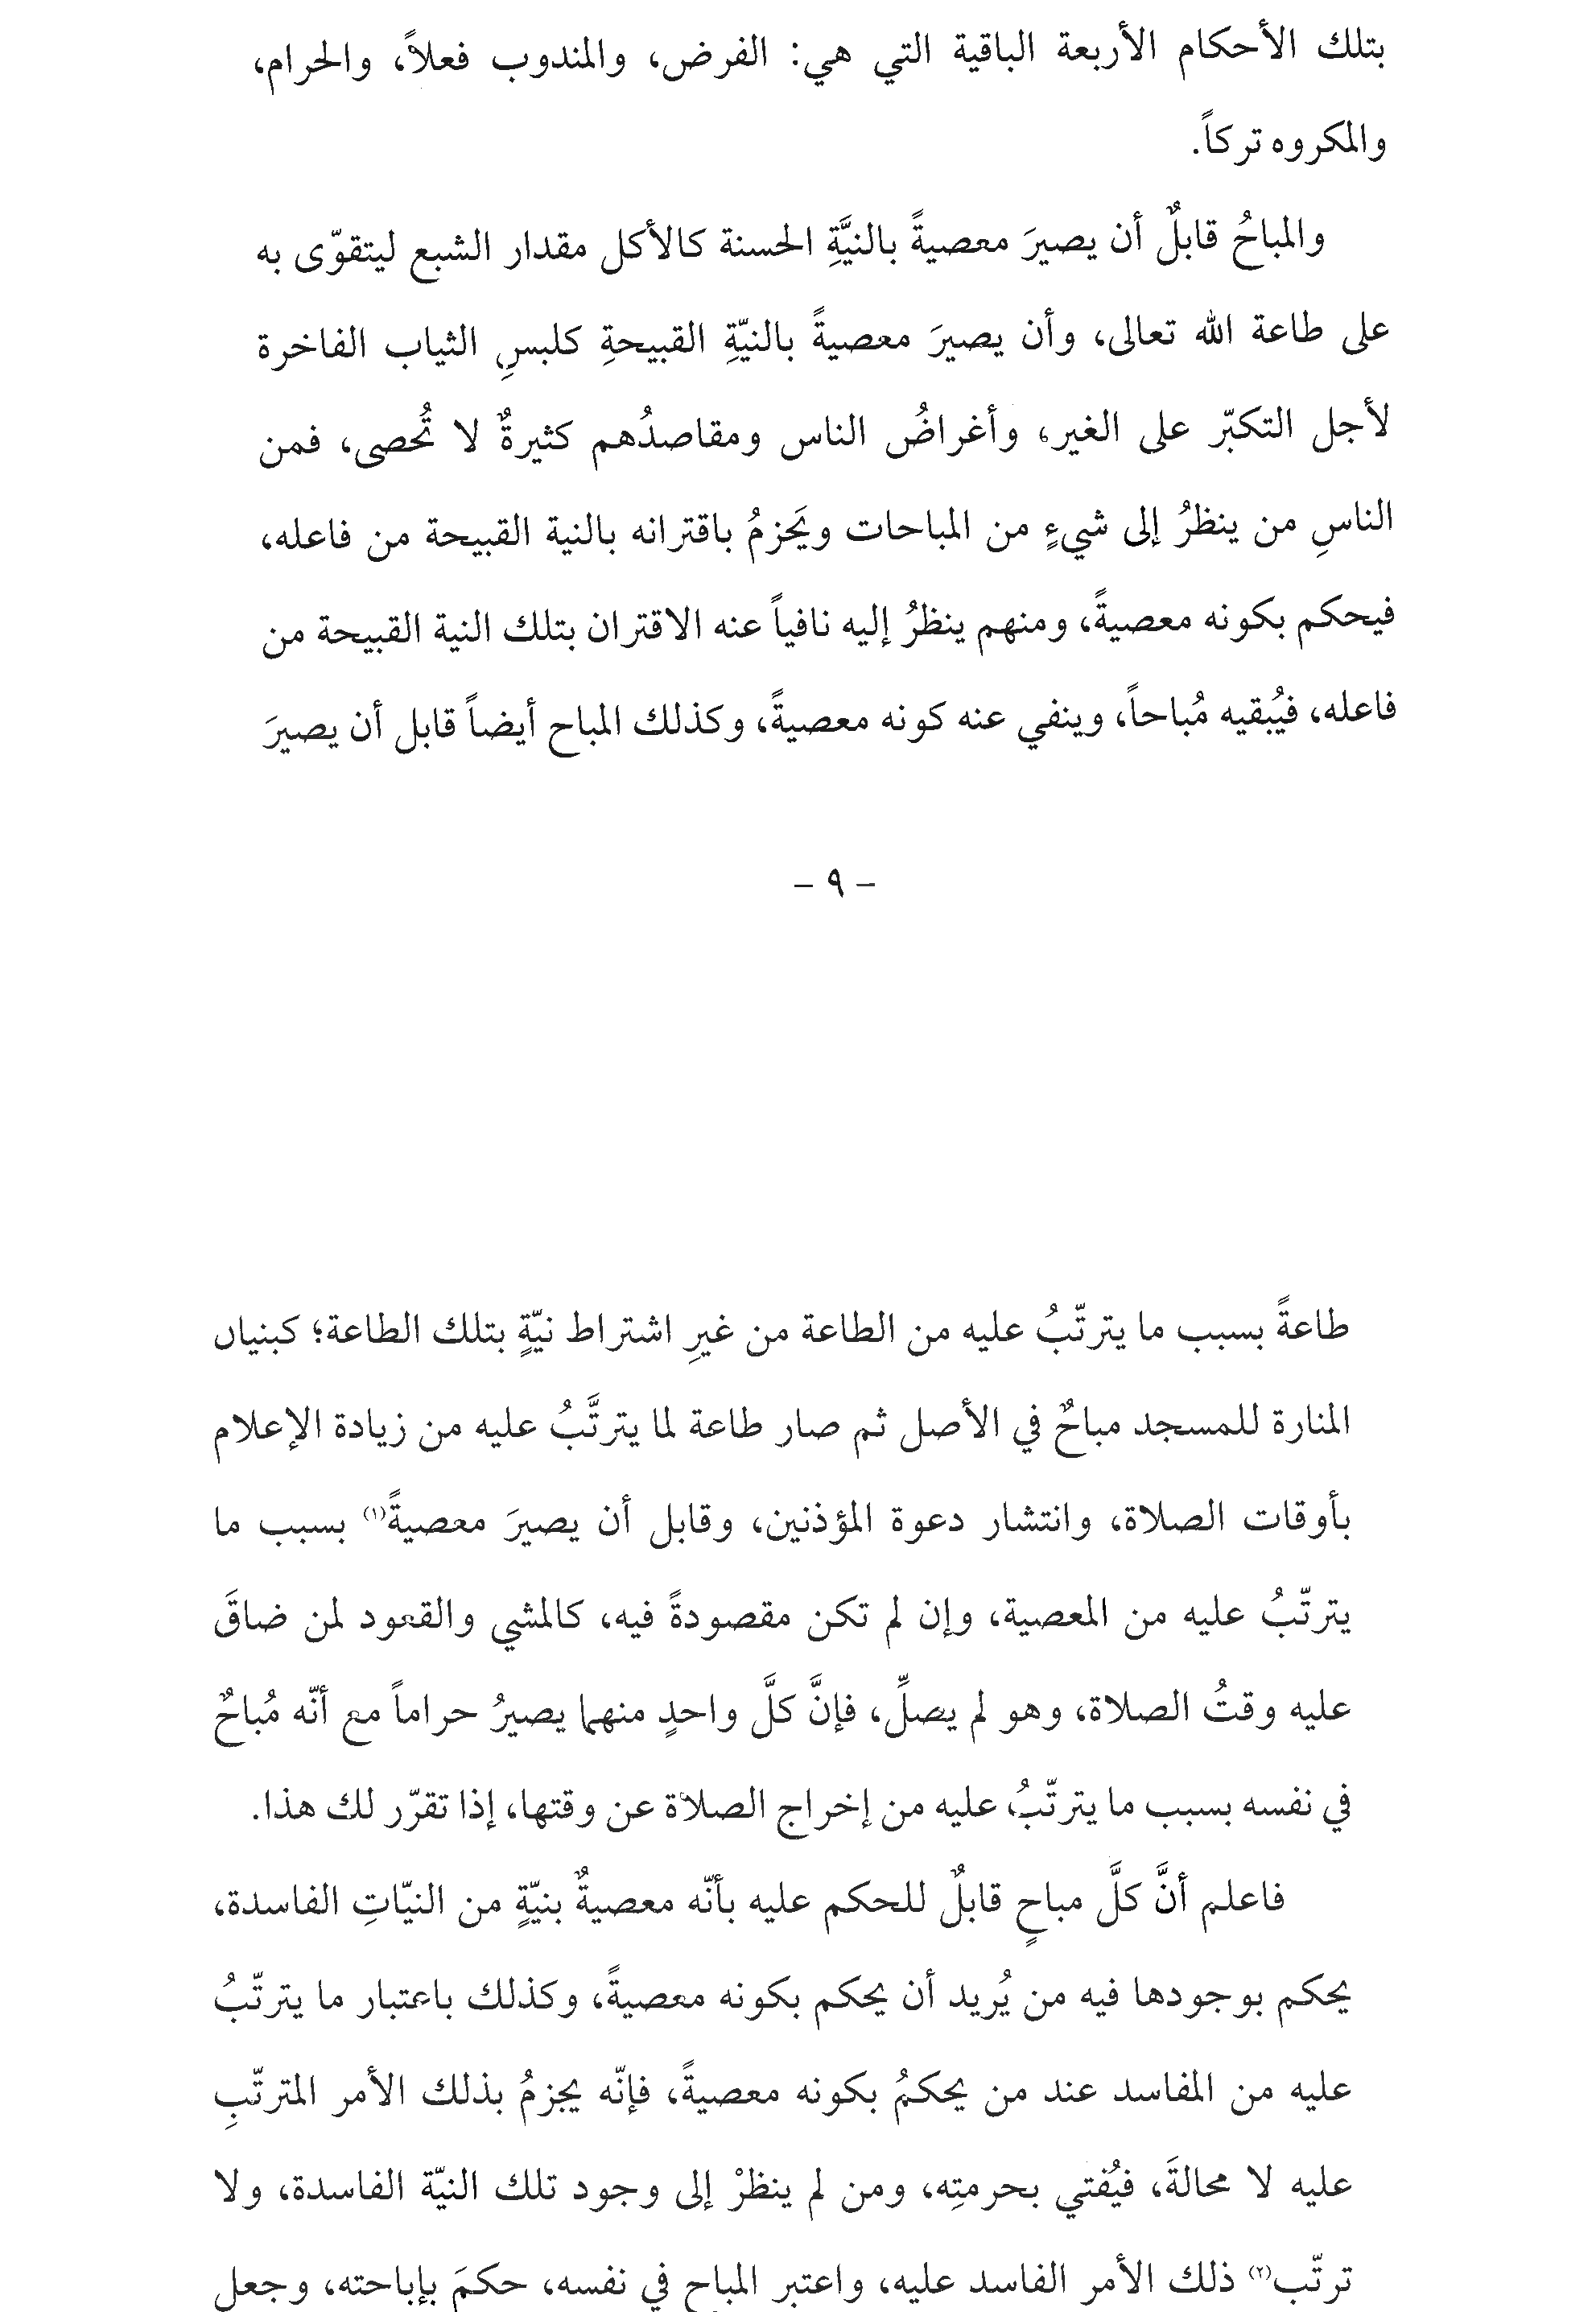 بتلك الأحكام الأربعة الباقية التي هي: الفرض، والمندوب فعلاً، والحرام،
والمكروه تركاً.
والمباحُ قابلٌ أن يصيرَ معصيةً بالنيَّةِ الحسنة كالأكل مقدار الشبع ليتقوّى به
على طاعة الله تعالى، وأن يصيرَ معصيةً بالنيّةِ القبيحةِ كلبسِ الثياب الفاخرة
لأجل التكبّر على الغير، وأغراضُ الناس ومقاصدُهم كثيرةٌ لا تُحصى، فمن
الناسِ من ينظرُ إلى شيءٍ من المباحات ويَجزمُ باقترانه بالنية القبيحة من فاعله،
فيحكم بكونه معصيةً، ومنهم ينظرُ إليه نافياً عنه الاقتران بتلك النية القبيحة من
فاعله، فيُبقيه مُباحاً، وينفي عنه كونه معصيةً، وكذلك المباح أيضاً قابل أن يصيرَ
- ٩ -
طاعةً بسبب ما يترتّبُ عليه من الطاعة من غيرِ اشتراط نيّةٍ بتلك الطاعة؛ كبنيان
المنارة للمسجد مباحٌ في الأصل ثم صار طاعة لما يترتَّبُ عليه من زيادة الإعلام
بأوقات الصلاة، وانتشار دعوة المؤذنين، وقابل أن يصيرَ معصيةً(١) بسبب ما
يترتّبُ عليه من المعصية، وإن لم تكن مقصودةً فيه، كالمشي والقعود لمن ضاقَ
عليه وقتُ الصلاة، وهو لم يصلِّ، فإنَّ كلَّ واحدٍ منهما يصيرُ حراماً مع أنّه مُباحٌ
في نفسه بسبب ما يترتّبُ عليه من إخراج الصلاة عن وقتها، إذا تقرّر لك هذا.
فاعلم أنَّ كلَّ مباحٍ قابلٌ للحكم عليه بأنّه معصيةٌ بنيّةٍ من النيّاتِ الفاسدة،
يحكم بوجودها فيه من يُريد أن يحكم بكونه معصيةً، وكذلك باعتبار ما يترتّبُ
عليه من المفاسد عند من يحكمُ بكونه معصيةً، فإنّه يجزمُ بذلك الأمر المترتّبِ
عليه لا محالةَ، فيُفتي بحرمتِه، ومن لم ينظرْ إلى وجود تلك النيّة الفاسدة، ولا
ترتّب(٢) ذلك الأمر الفاسد عليه، واعتبر المباح في نفسه، حكمَ بإباحته، وجعل